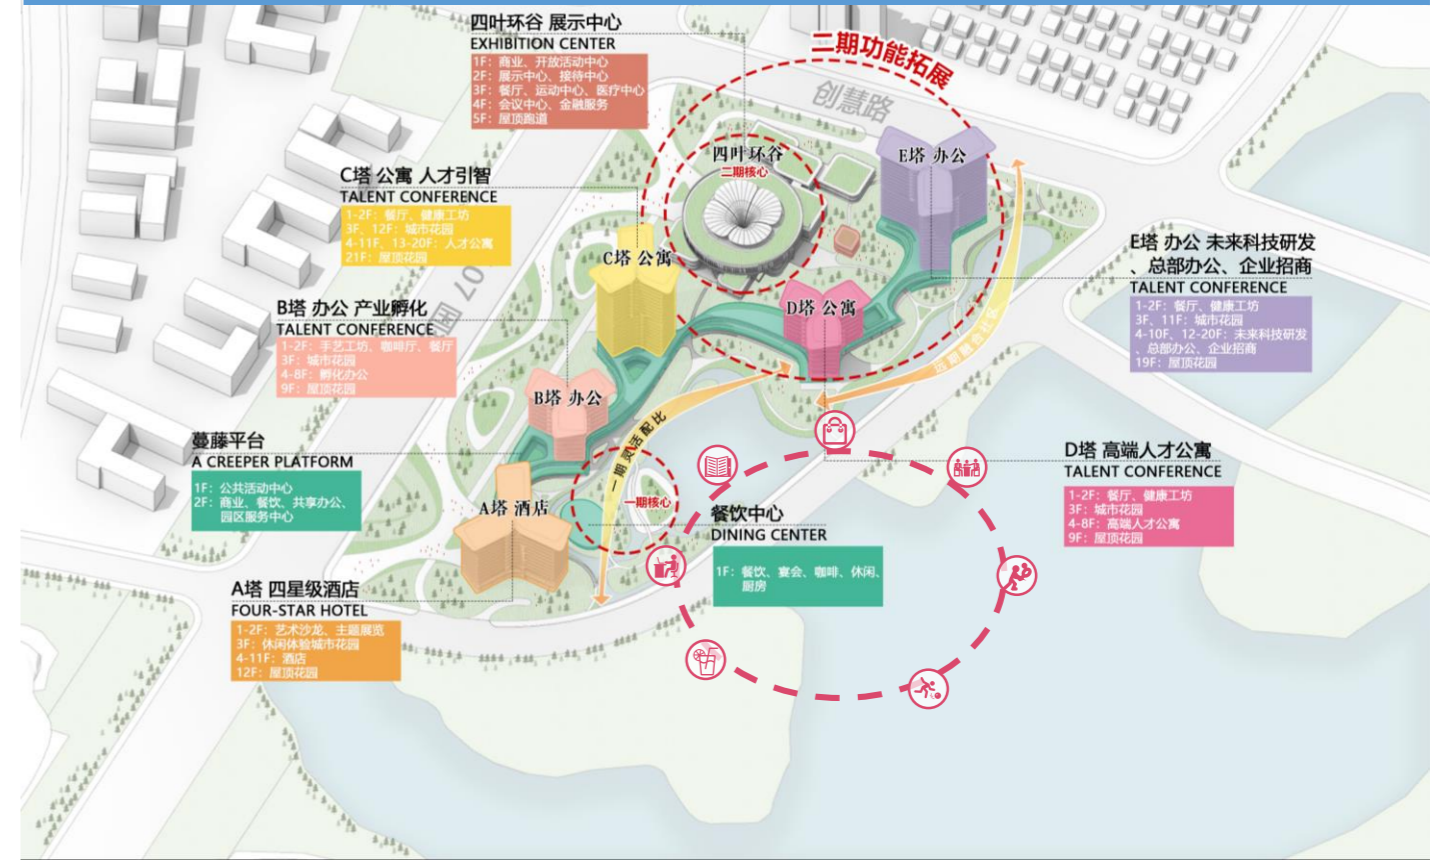 四叶环谷 展示中心
EXHIBITION CENTER
1F：商业、开放活动中心
2F：展示中心、接待中心
3F：餐厅、运动中心、医疗中心
4F：会议中心、金融服务
5F：屋顶跑道
二期功能拓展
创慧路
四叶环谷
二期核心
E塔 办公
C塔 公寓 人才引智
TALENT CONFERENCE
1-2F：餐厅、健康工坊
3F、12F：城市花园
4-11F、13-20F：人才公寓
21F：屋顶花园
C塔 公寓
E塔 办公 未来科技研发
、总部办公、企业招商
TALENT CONFERENCE
1-2F：餐厅、健康工坊
3F、11F：城市花园
4-10F、12-20F：未来科技研发
、总部办公、企业招商
19F：屋顶花园
B塔 办公 产业孵化
TALENT CONFERENCE
1-2F：手艺工坊、咖啡厅、餐厅
3F：城市花园
4-8F：孵化办公
9F：屋顶花园
D塔 公寓
B塔 办公
一期灵活配比
蔓藤平台
A CREEPER PLATFORM
1F：公共活动中心
2F：商业、餐饮、共享办公、
园区服务中心
A塔 酒店
一期核心
餐饮中心
DINING CENTER
1F：餐饮、宴会、咖啡、休闲、
厨房
D塔 高端人才公寓
TALENT CONFERENCE
1-2F：餐厅、健康工坊
3F：城市花园
4-8F：高端人才公寓
9F：屋顶花园
A塔 四星级酒店
FOUR-STAR HOTEL
1-2F：艺术沙龙、主题展览
3F：休闲体验城市花园
4-11F：酒店
12F：屋顶花园